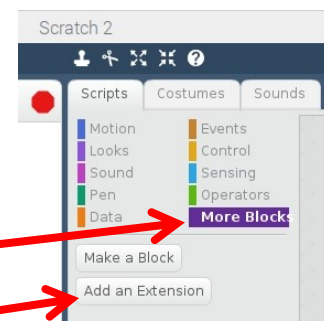 Scratch 2
Scripts Costumes Sounds
Motion Events
Looks Control
Sound Sensing
Pen Operators
Data More Blocks
Make a Block
Add an Extension